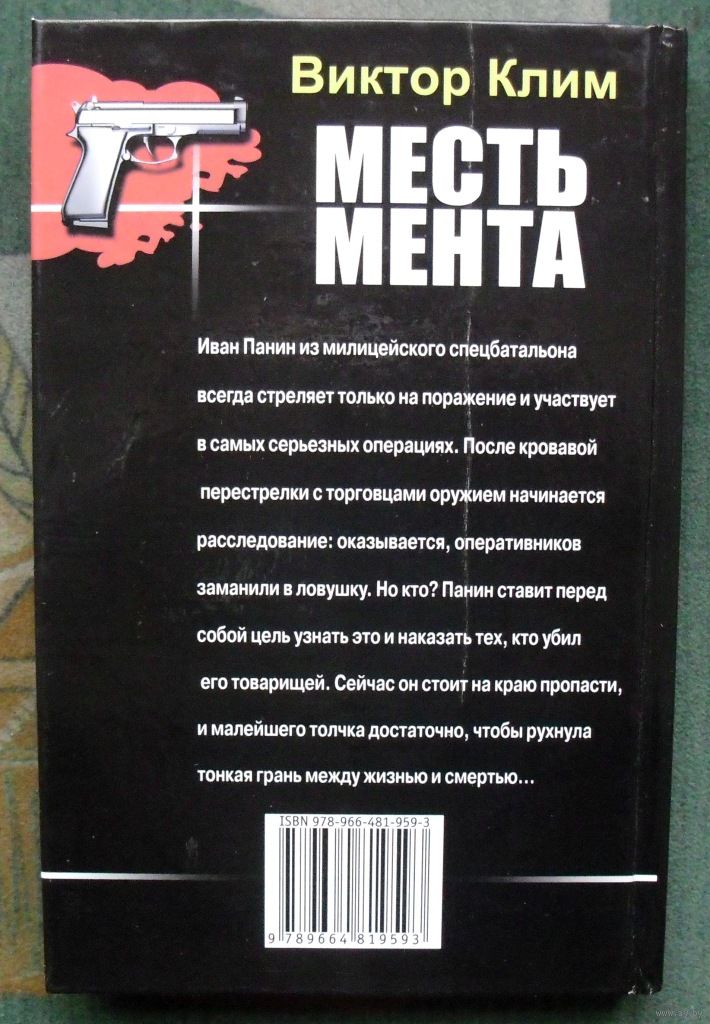 Виктор Клим
МЕСТЬ
МЕНТА
Иван Панин из милицейского спецбатальона
всегда стреляет только на поражение и участвует
в самых серьезных операциях. После кровавой
перестрелки с торговцами оружием начинается
расследование: оказывается, оперативников
заманили в ловушку. Но кто? Панин ставит перед
собой цель узнать это и наказать тех, кто убил
его товарищей. Сейчас он стоит на краю пропасти,
и малейшего толчка достаточно, чтобы рухнула
тонкая грань между жизнью и смертью...
ISBN 978-966-481-959-3
9 789664 819593
www.ay.by